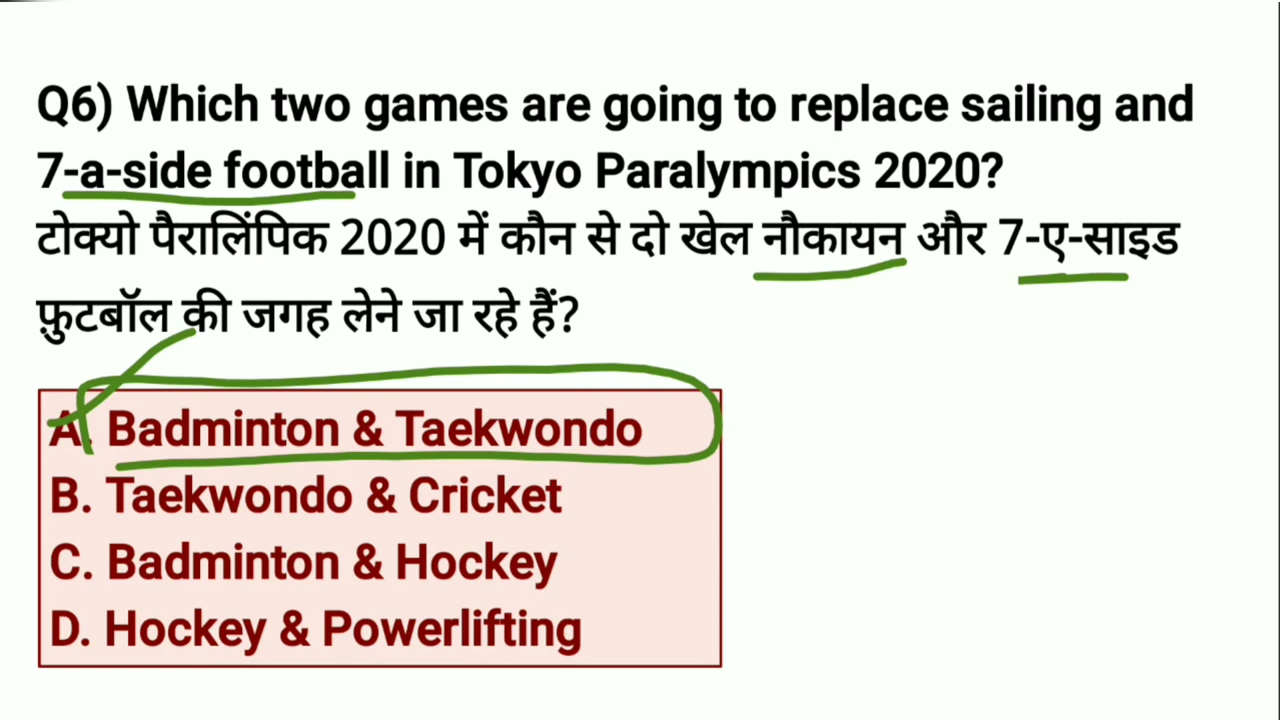 Q6) Which two games are going to replace sailing and
7-a-side football in Tokyo Paralympics 2020?
टोक्यो पैरालिंपिक 2020 में कौन से दो खेल नौकायन और 7-ए-साइड
फ़ुटबॉल की जगह लेने जा रहे हैं?
A. Badminton & Taekwondo
B. Taekwondo & Cricket
C. Badminton & Hockey
D. Hockey & Powerlifting